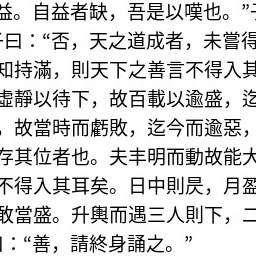 益。自益者缺，吾是以嘆也。”子
曰：“否，天之道成者，未嘗得
知持滿，則天下之善言不得入其
虛靜以待下，故百載以逾盛，迄
，故當時而虧敗，迄今而逾惡，
存其位者也。夫丰明而動故能大
不得入其耳矣。日中則昃，月盈
敢當盛。升輿而遇三人則下，二
：“善，請終身誦之。”